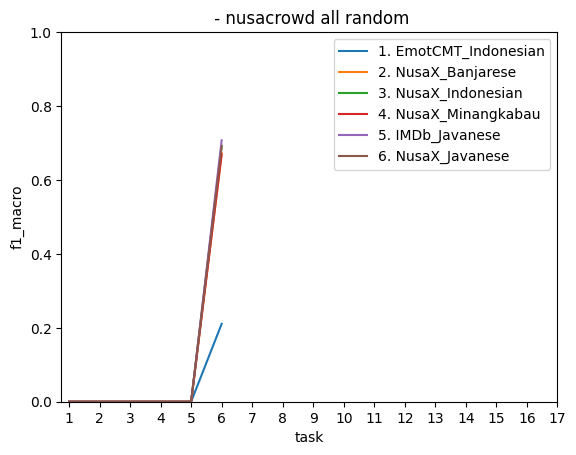 - nusacrowd all random
1.0
0.8
0.6
0.4
0.2
0.0
f1_macro
1. EmotCMT_Indonesian
2. NusaX_Banjarese
3. NusaX_Indonesian
4. NusaX_Minangkabau
5. IMDb_Javanese
6. NusaX_Javanese
1 2 3 4 5 6 7 8 9 10 11 12 13 14 15 16 17
task